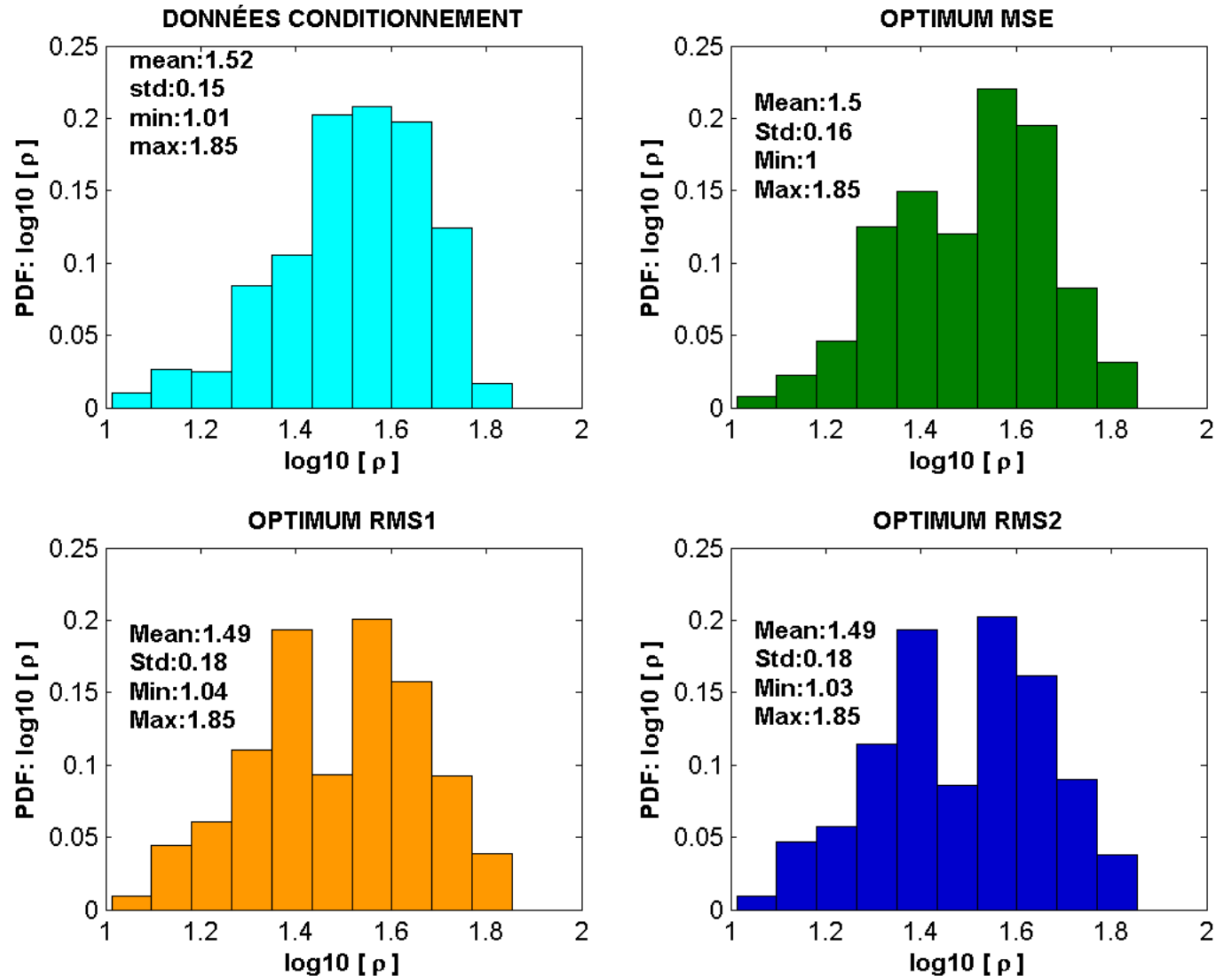 DONNÉES CONDITIONNEMENT
0.25
0.2
0.15
0.1
0.05
0
PDF: log10 [ ρ]
mean:1.52
std:0.15
min:1.01
max:1.85
1 1.2 1.4 1.6 1.8 2
log10 [ ρ ]
OPTIMUM MSE
0.25
0.2
0.15
0.1
0.05
0
PDF: log10 [ ρ]
Mean:1.5
Std:0.16
Min:1
Max:1.85
1 1.2 1.4 1.6 1.8 2
log10 [ ρ ]
OPTIMUM RMS1
0.25
0.2
0.15
0.1
0.05
0
PDF: log10 [ ρ]
Mean:1.49
Std:0.18
Min:1.04
Max:1.85
1 1.2 1.4 1.6 1.8 2
log10 [ ρ ]
OPTIMUM RMS2
0.25
0.2
0.15
0.1
0.05
0
PDF: log10 [ ρ]
Mean:1.49
Std:0.18
Min:1.03
Max:1.85
1 1.2 1.4 1.6 1.8 2
log10 [ ρ ]